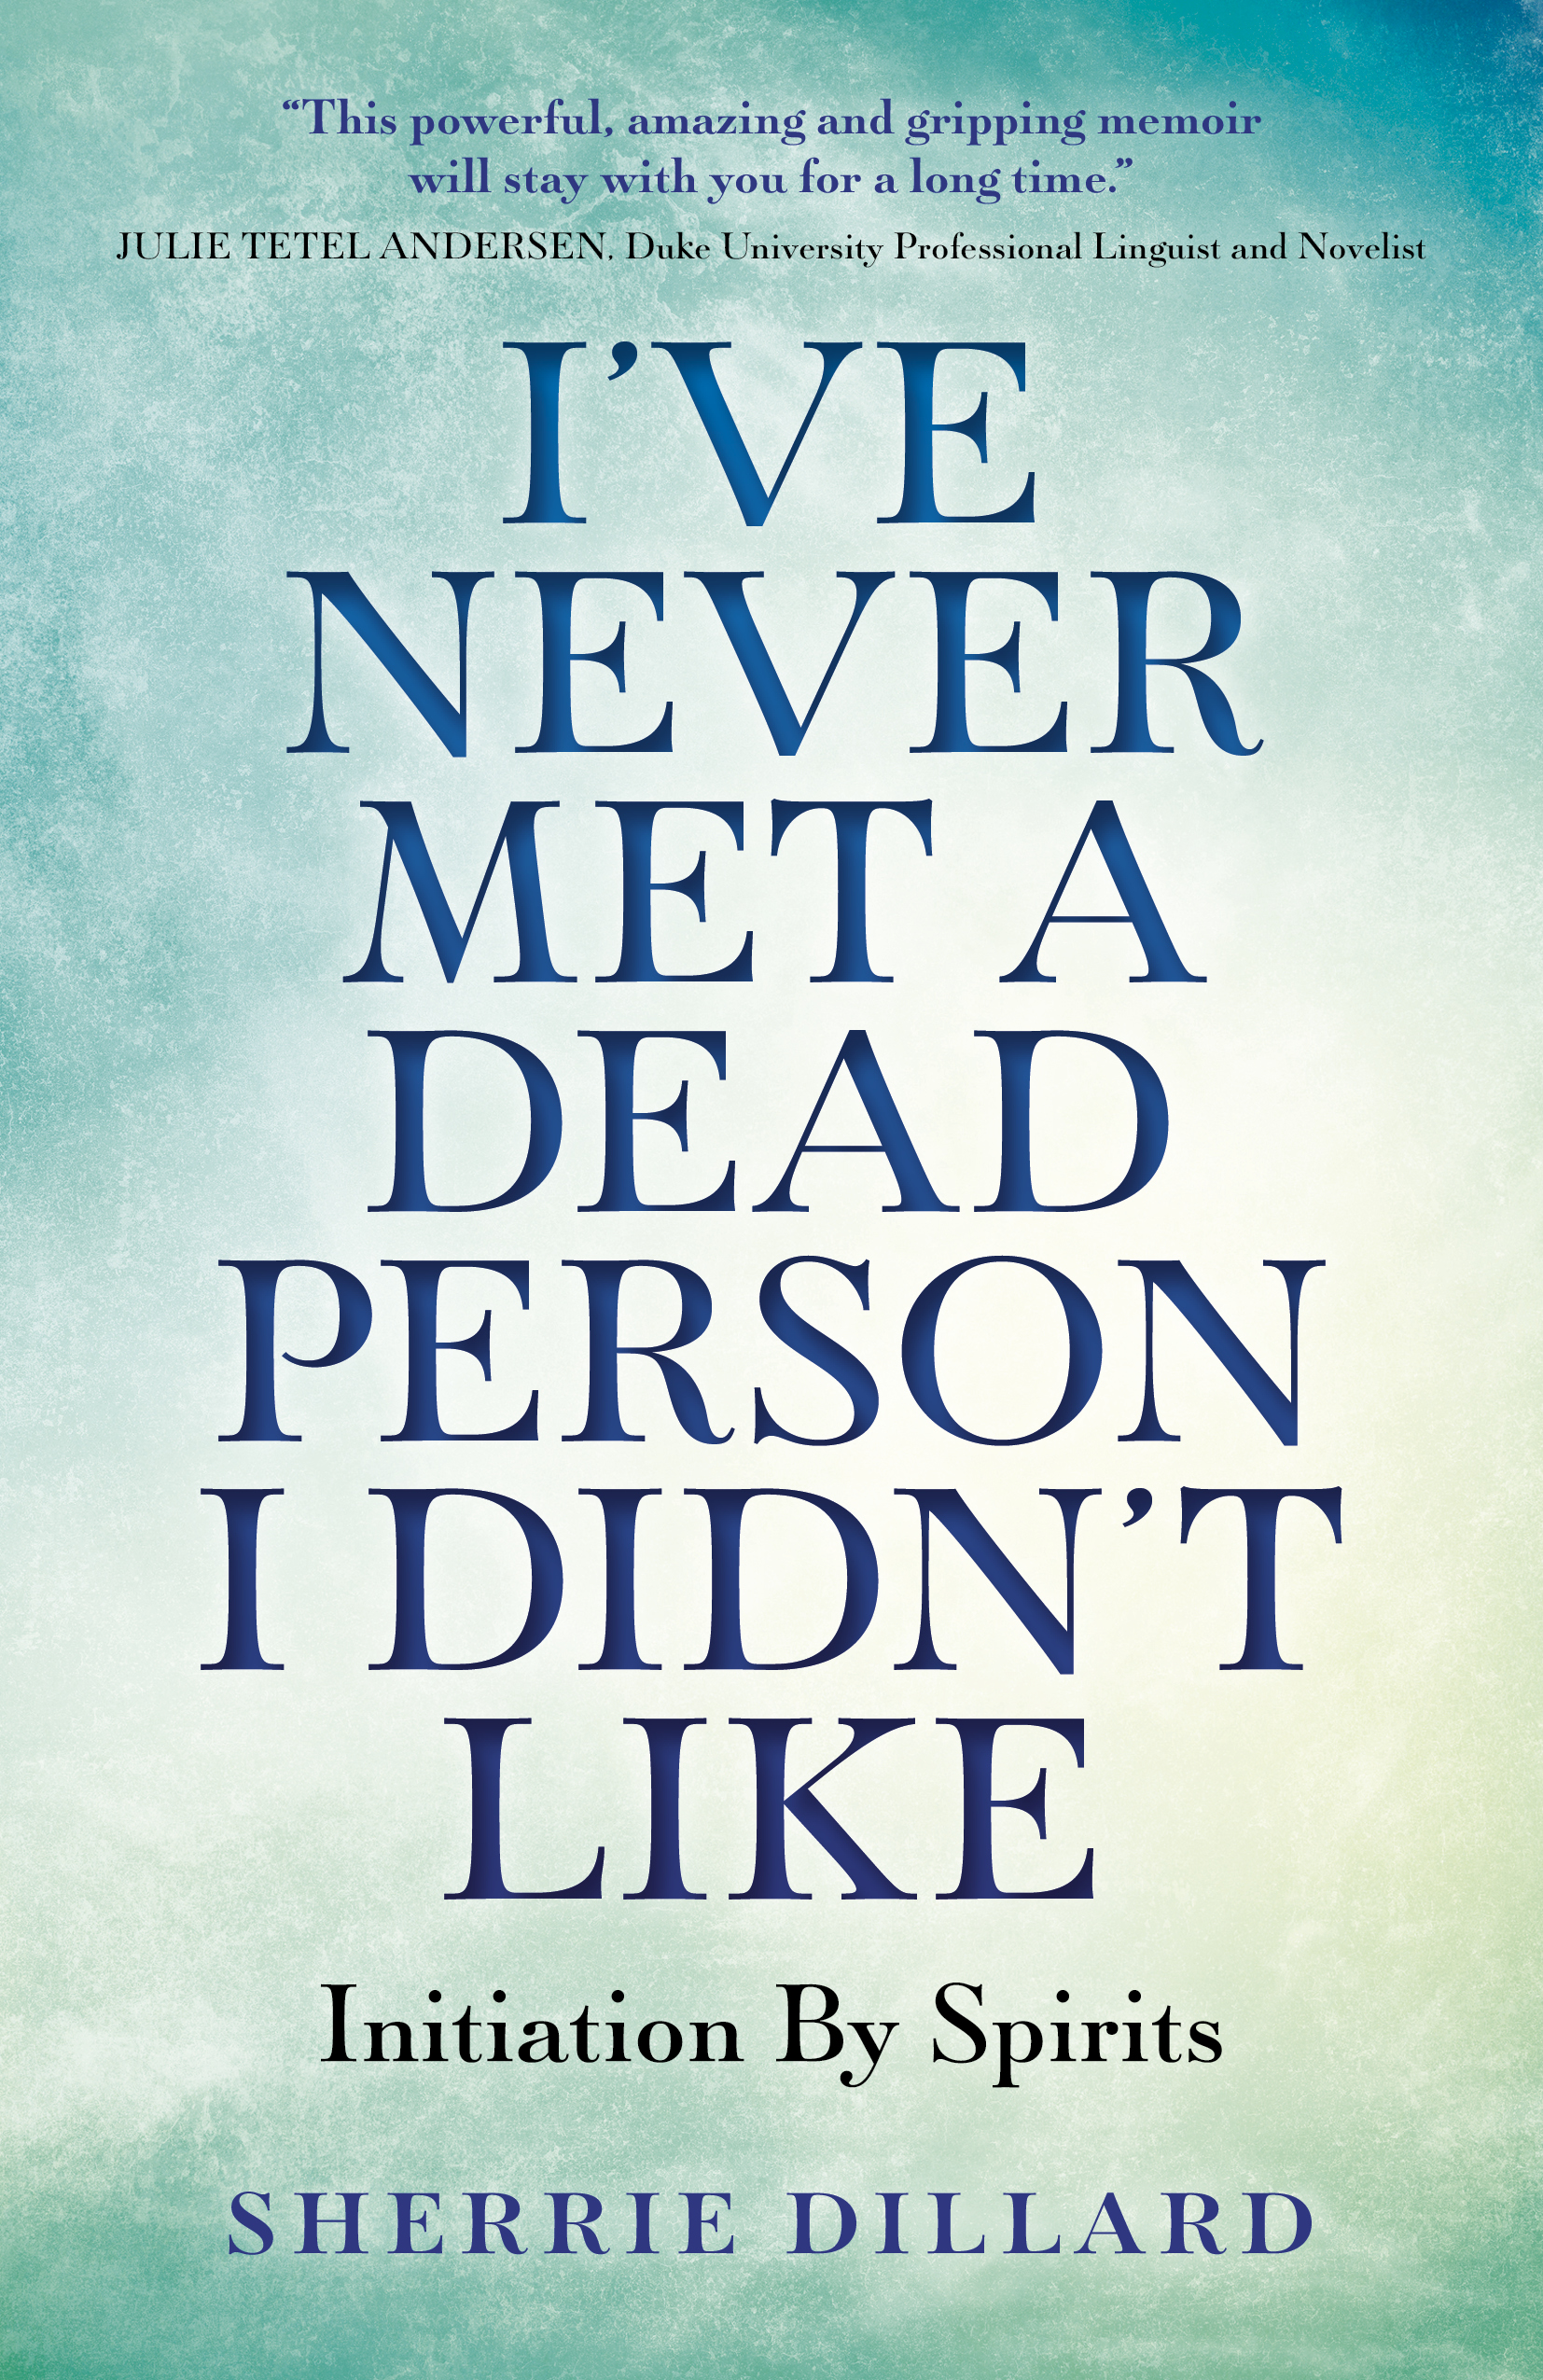 “This powerful, amazing and gripping memoir
will stay with you for a long time.”
JULIE TETEL ANDERSEN, Duke University Professional Linguist and Novelist
I’VE
NEVER
MET A
DEAD
PERSON
I DIDN’T
LIKE
Initiation By Spirits
SHERRIE DILLARD